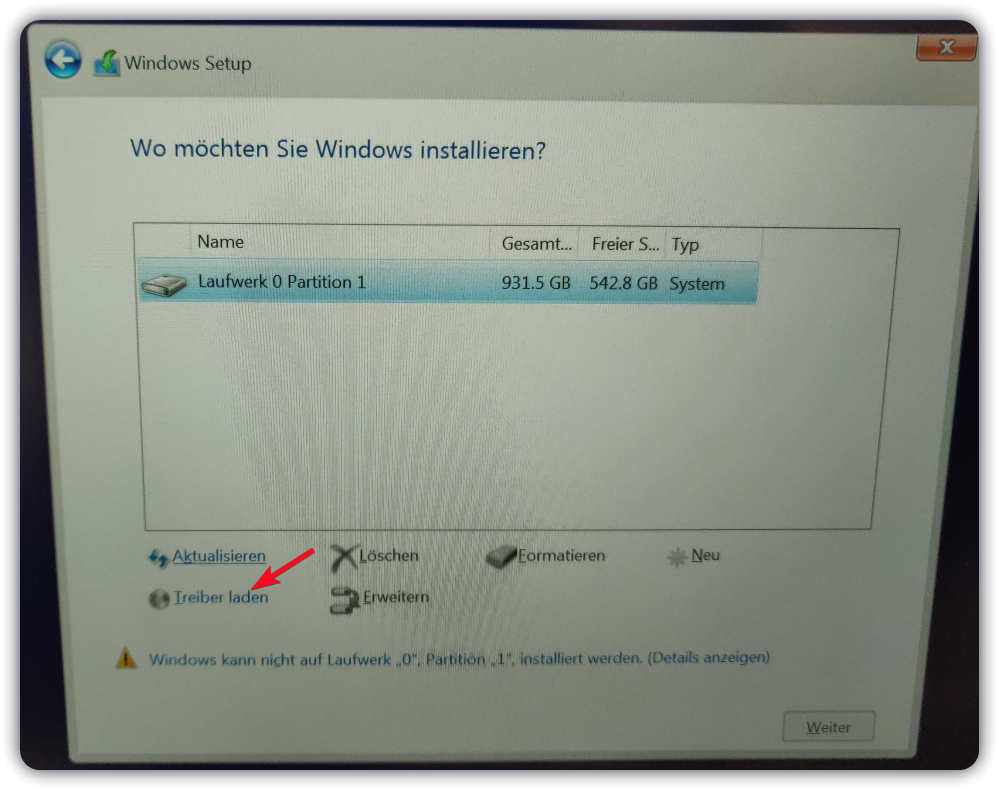 Windows Setup
Wo möchten Sie Windows installieren?
Name Gesamt... Freier S... Typ
Laufwerk 0 Partition 1 931.5 GB 542.8 GB System
Aktualisieren Löschen Formatieren Neu
Treiber laden Erweitern
Windows kann nicht auf Laufwerk „0", Partition „1", installiert werden. (Details anzeigen)
Weiter